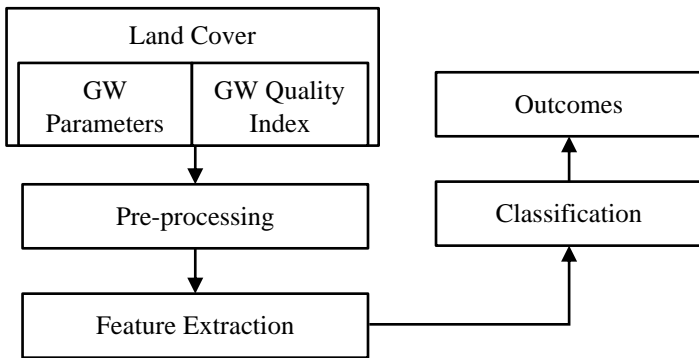 Land Cover
GW
Parameters
GW Quality
Index
Pre-processing
Feature Extraction
Classification
Outcomes